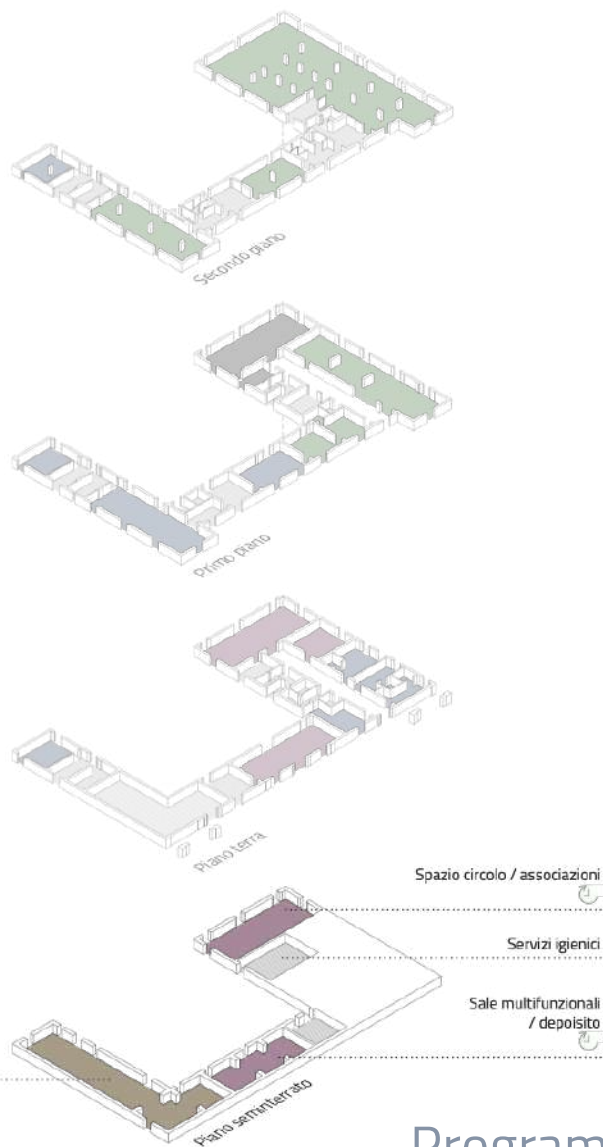 Secondo piano
Primo piano
Piano terra
Spazio circolo / associazioni
Servizi igienici
Sale multifunzionali
/ depoisito
Piano seminterrato
Program